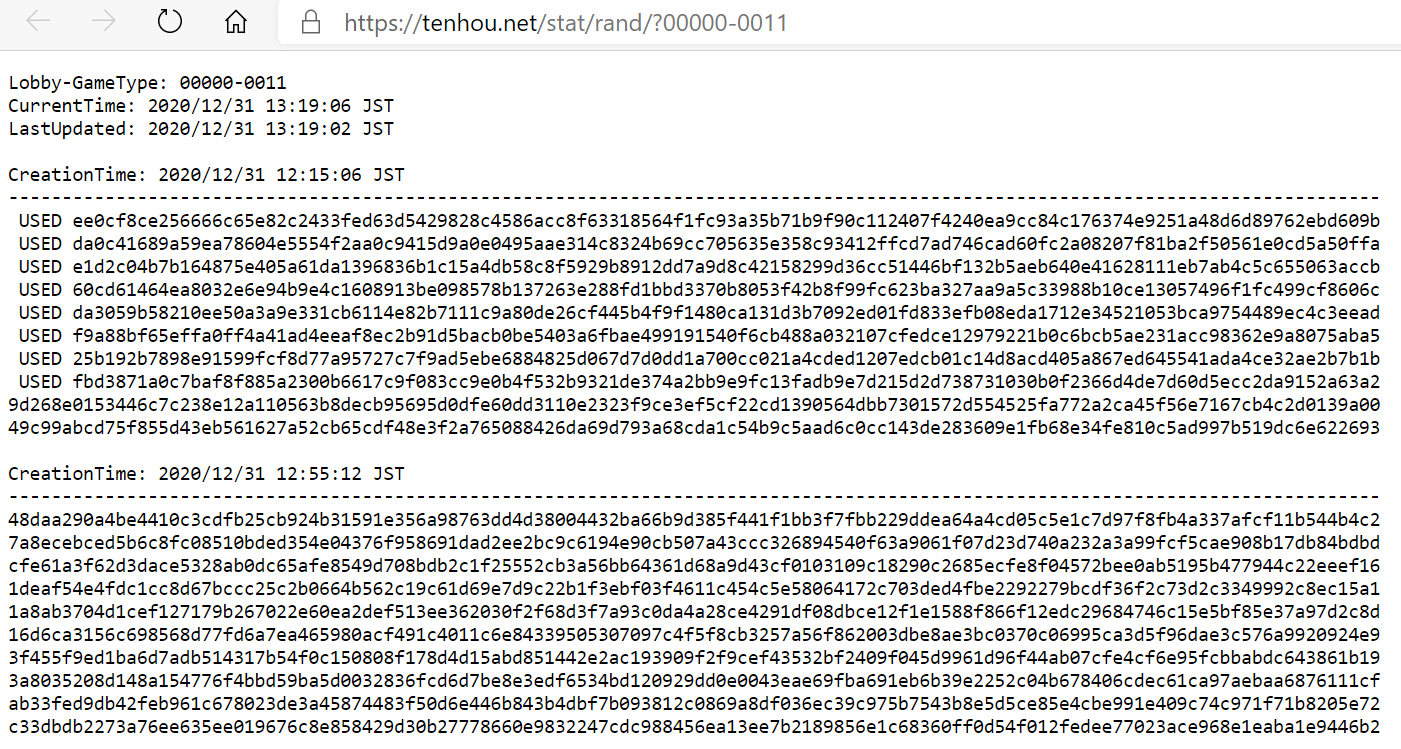 https://tenhou.net/stat/rand/?00000-0011
Lobby-GameType: 00000-0011
CurrentTime: 2020/12/31 13:19:06 JST
LastUpdated: 2020/12/31 13:19:02 JST
CreationTime: 2020/12/31 12:15:06 JST
--------------------------------------------------------------------------------------------------------------------------------
USED ee0cf8ce256666c65e82c2433fed63d5429828c4586acc8f63318564f1fc93a35b71b9f90c112407f4240ea9cc84c176374e9251a48d6d89762ebd609b
USED da0c41689a59ea78604e5554f2aa0c9415d9a0e0495aae314c8324b69cc705635e358c93412ffcd7ad746cad60fc2a08207f81ba2f50561e0cd5a50ffa
USED e1d2c04b7b164875e405a61da1396836b1c15a4db58c8f5929b8912dd7a9d8c42158299d36cc51446bf132b5aeb640e41628111eb7ab4c5c655063accb
USED 60cd61464ea8032e6e94b9e4c1608913be098578b137263e288fd1bbd3370b8053f42b8f99fc623ba327aa9a5c33988b10ce13057496f1fc499cf8606c
USED da3059b58210ee50a3a9e331cb6114e82b7111c9a80de26cf445b4f9f1480ca131d3b7092ed01fd833efb08eda1712e34521053bca9754489ec4c3eead
USED f9a88bf65effa0ff4a41ad4eeaf8ec2b91d5bacb0be5403a6fbae499191540f6cb488a032107cfedce12979221b0c6bcb5ae231acc98362e9a8075aba5
USED 25b192b7898e91599fcf8d77a95727c7f9ad5ebe6884825d067d7d0dd1a700cc021a4cded1207edcb01c14d8acd405a867ed645541ada4ce32ae2b7b1b
USED fbd3871a0c7baf8f885a2300b6617c9f083cc9e0b4f532b9321de374a2bb9e9fc13fadb9e7d215d2d738731030b0f2366d4de7d60d5ecc2da9152a63a2
9d268e0153446c7c238e12a110563b8decb95695d0dfe60dd3110e2323f9ce3ef5cf22cd1390564dbb7301572d554525fa772a2ca45f56e7167cb4c2d0139a00
49c99abcd75f855d43eb561627a52cb65cdf48e3f2a765088426da69d793a68cda1c54b9c5aad6c0cc143de283609e1fb68e34fe810c5ad997b519dc6e622693
CreationTime: 2020/12/31 12:55:12 JST
--------------------------------------------------------------------------------------------------------------------------------
48daa290a4be4410c3cdfb25cb924b31591e356a98763dd4d38004432ba66b9d385f441f1bb3f7fbb229ddea64a4cd05c5e1c7d97f8fb4a337afcf11b544b4c2
7a8ecebced5b6c8fc08510bded354e04376f958691dad2ee2bc9c6194e90cb507a43ccc326894540f63a9061f07d23d740a232a3a99fcf5cae908b17db84bdbd
cfe61a3f62d3dace5328ab0dc65afe8549d708bdb2c1f25552cb3a56bb64361d68a9d43cf0103109c18290c2685ecfe8f04572bee0ab5195b477944c22eeef16
1deaf54e4fdc1cc8d67bccc25c2b0664b562c19c61d69e7d9c22b1f3ebf03f4611c454c5e58064172c703ded4fbe2292279bcdf36f2c73d2c3349992c8ec15a1
1a8ab3704d1cef127179b267022e60ea2def513ee362030f2f68d3f7a93c0da4a28ce4291df08dbce12f1e1588f866f12edc29684746c15e5bf85e37a97d2c8d
16d6ca3156c698568d77fd6a7ea465980acf491c4011c6e84339505307097c4f5f8cb3257a56f862003dbe8ae3bc0370c06995ca3d5f96dae3c576a9920924e9
3f455f9ed1ba6d7adb514317b54f0c150808f178d4d15abd851442e2ac193909f2f9cef43532bf2409f045d9961d96f44ab07cfe4cf6e95fcbbabdc643861b19
3a8035208d148a154776f4bbd59ba5d0032836fcd6d7be8e3edf6534bd120929dd0e0043eae69fba691eb6b39e2252c04b678406cdec61ca97aebaa6876111cf
ab33fed9db42feb961c678023de3a45874483f50d6e446b843b4dbf7b093812c0869a8df036ec39c975b7543b8e5d5ce85e4cbe991e409c74c971f71b8205e72
c33dbdb2273a76ee635ee019676c8e858429d30b27778660e9832247cdc988456ea13ee7b2189856e1c68360ff0d54f012fedee77023ace968e1eaba1e9446b2